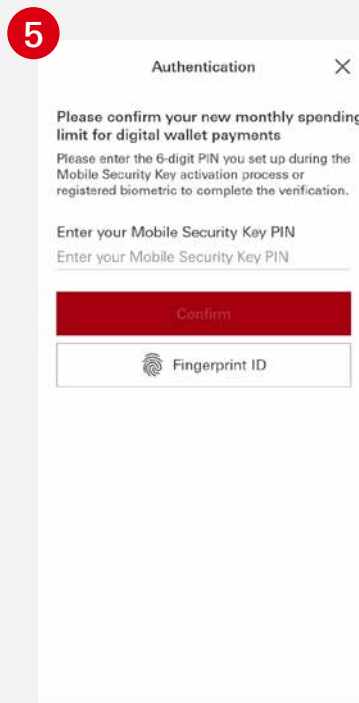 5
Authentication
Please confirm your new monthly spending
limit for digital wallet payments
Please enter the 6-digit PIN you set up during the
Mobile Security Key activation process or
registered biometric to complete the verification.
Enter your Mobile Security Key PIN
Enter your Mobile Security Key PIN
Confirm
Fingerprint ID